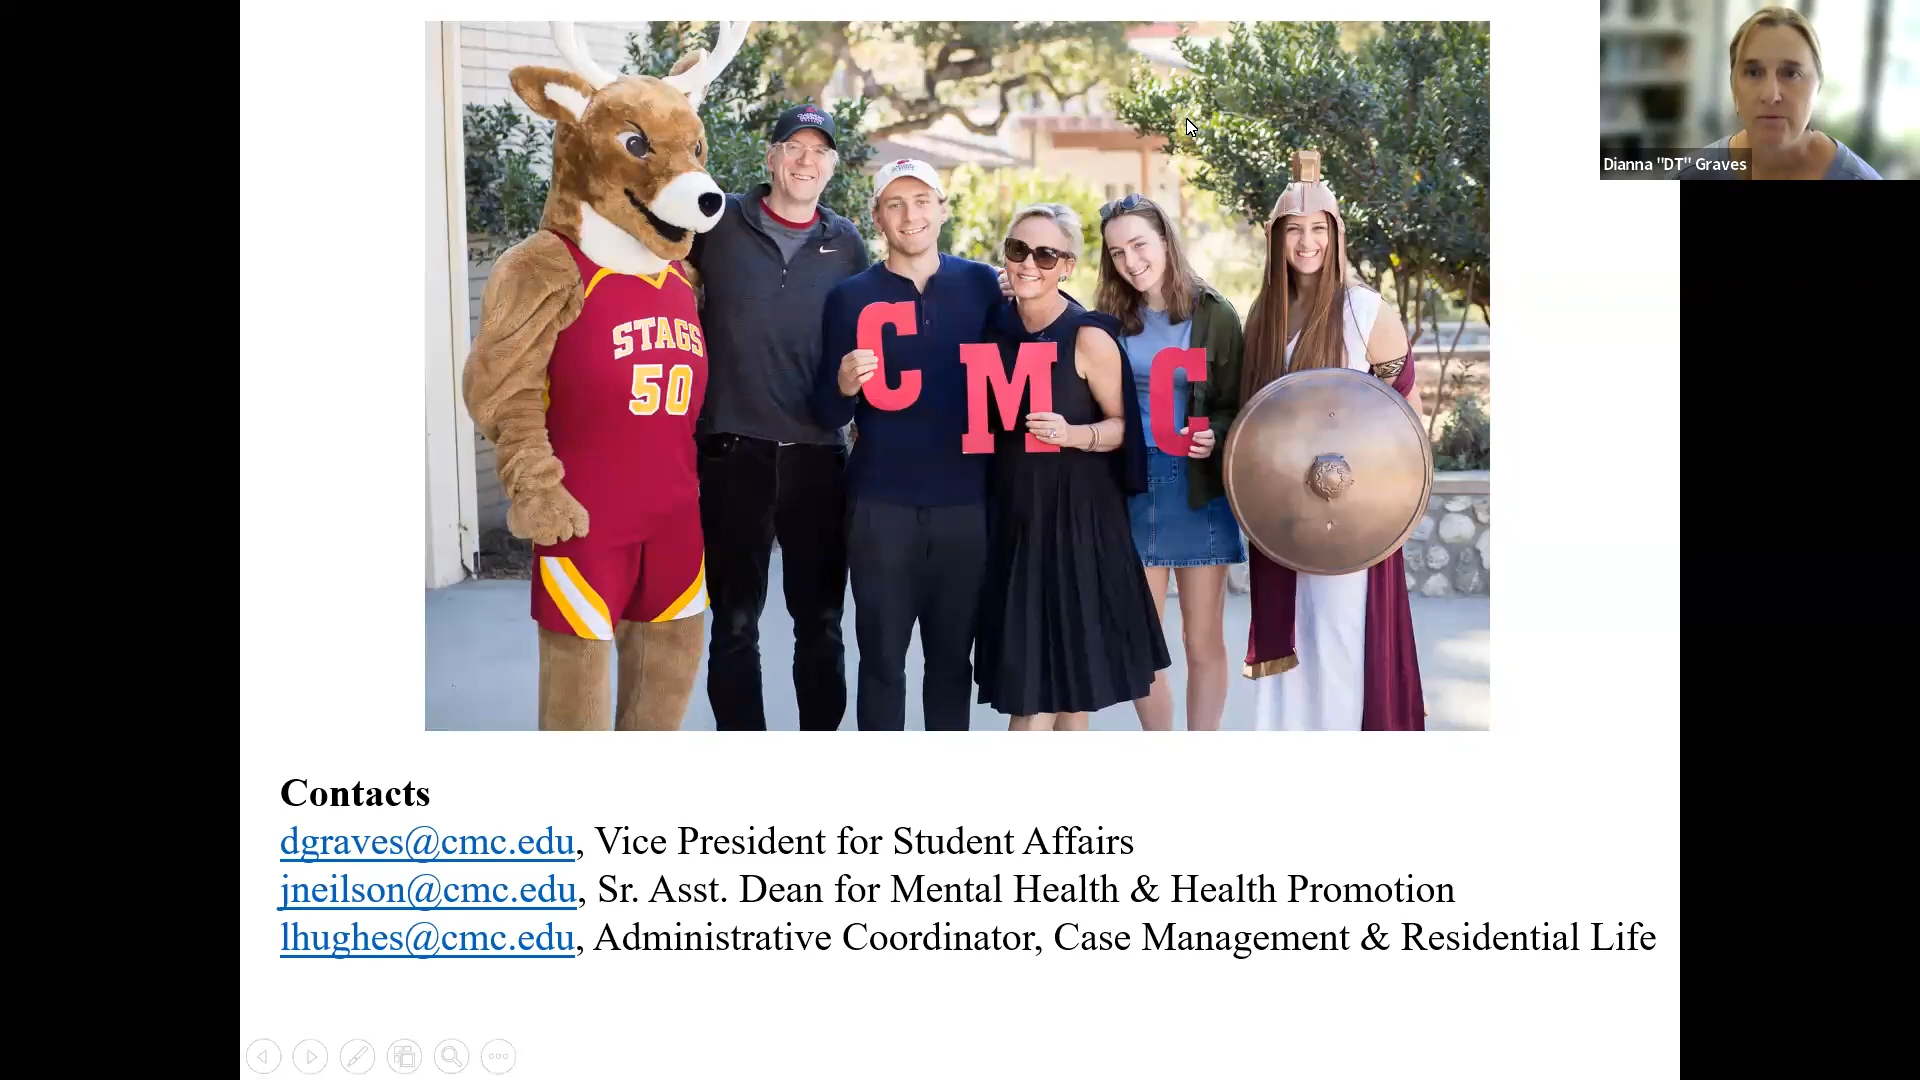 STAGS
50
C
M
C
Dianna "DT" Graves
Contacts
dgraves@cmc.edu, Vice President for Student Affairs
jneilson@cmc.edu, Sr. Asst. Dean for Mental Health & Health Promotion
lhughes@cmc.edu, Administrative Coordinator, Case Management & Residential Life